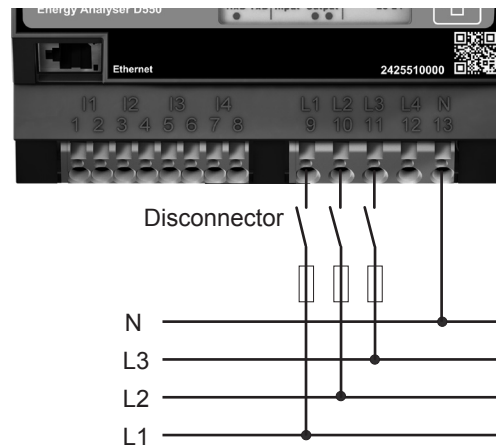 Energy Analyser D550
Ethernet
2425510000
I1 I2 I3 I4 L1 L2 L3 L4 N
1 2 3 4 5 6 7 8 9 10 11 12 13
Disconnector
N
L3
L2
L1